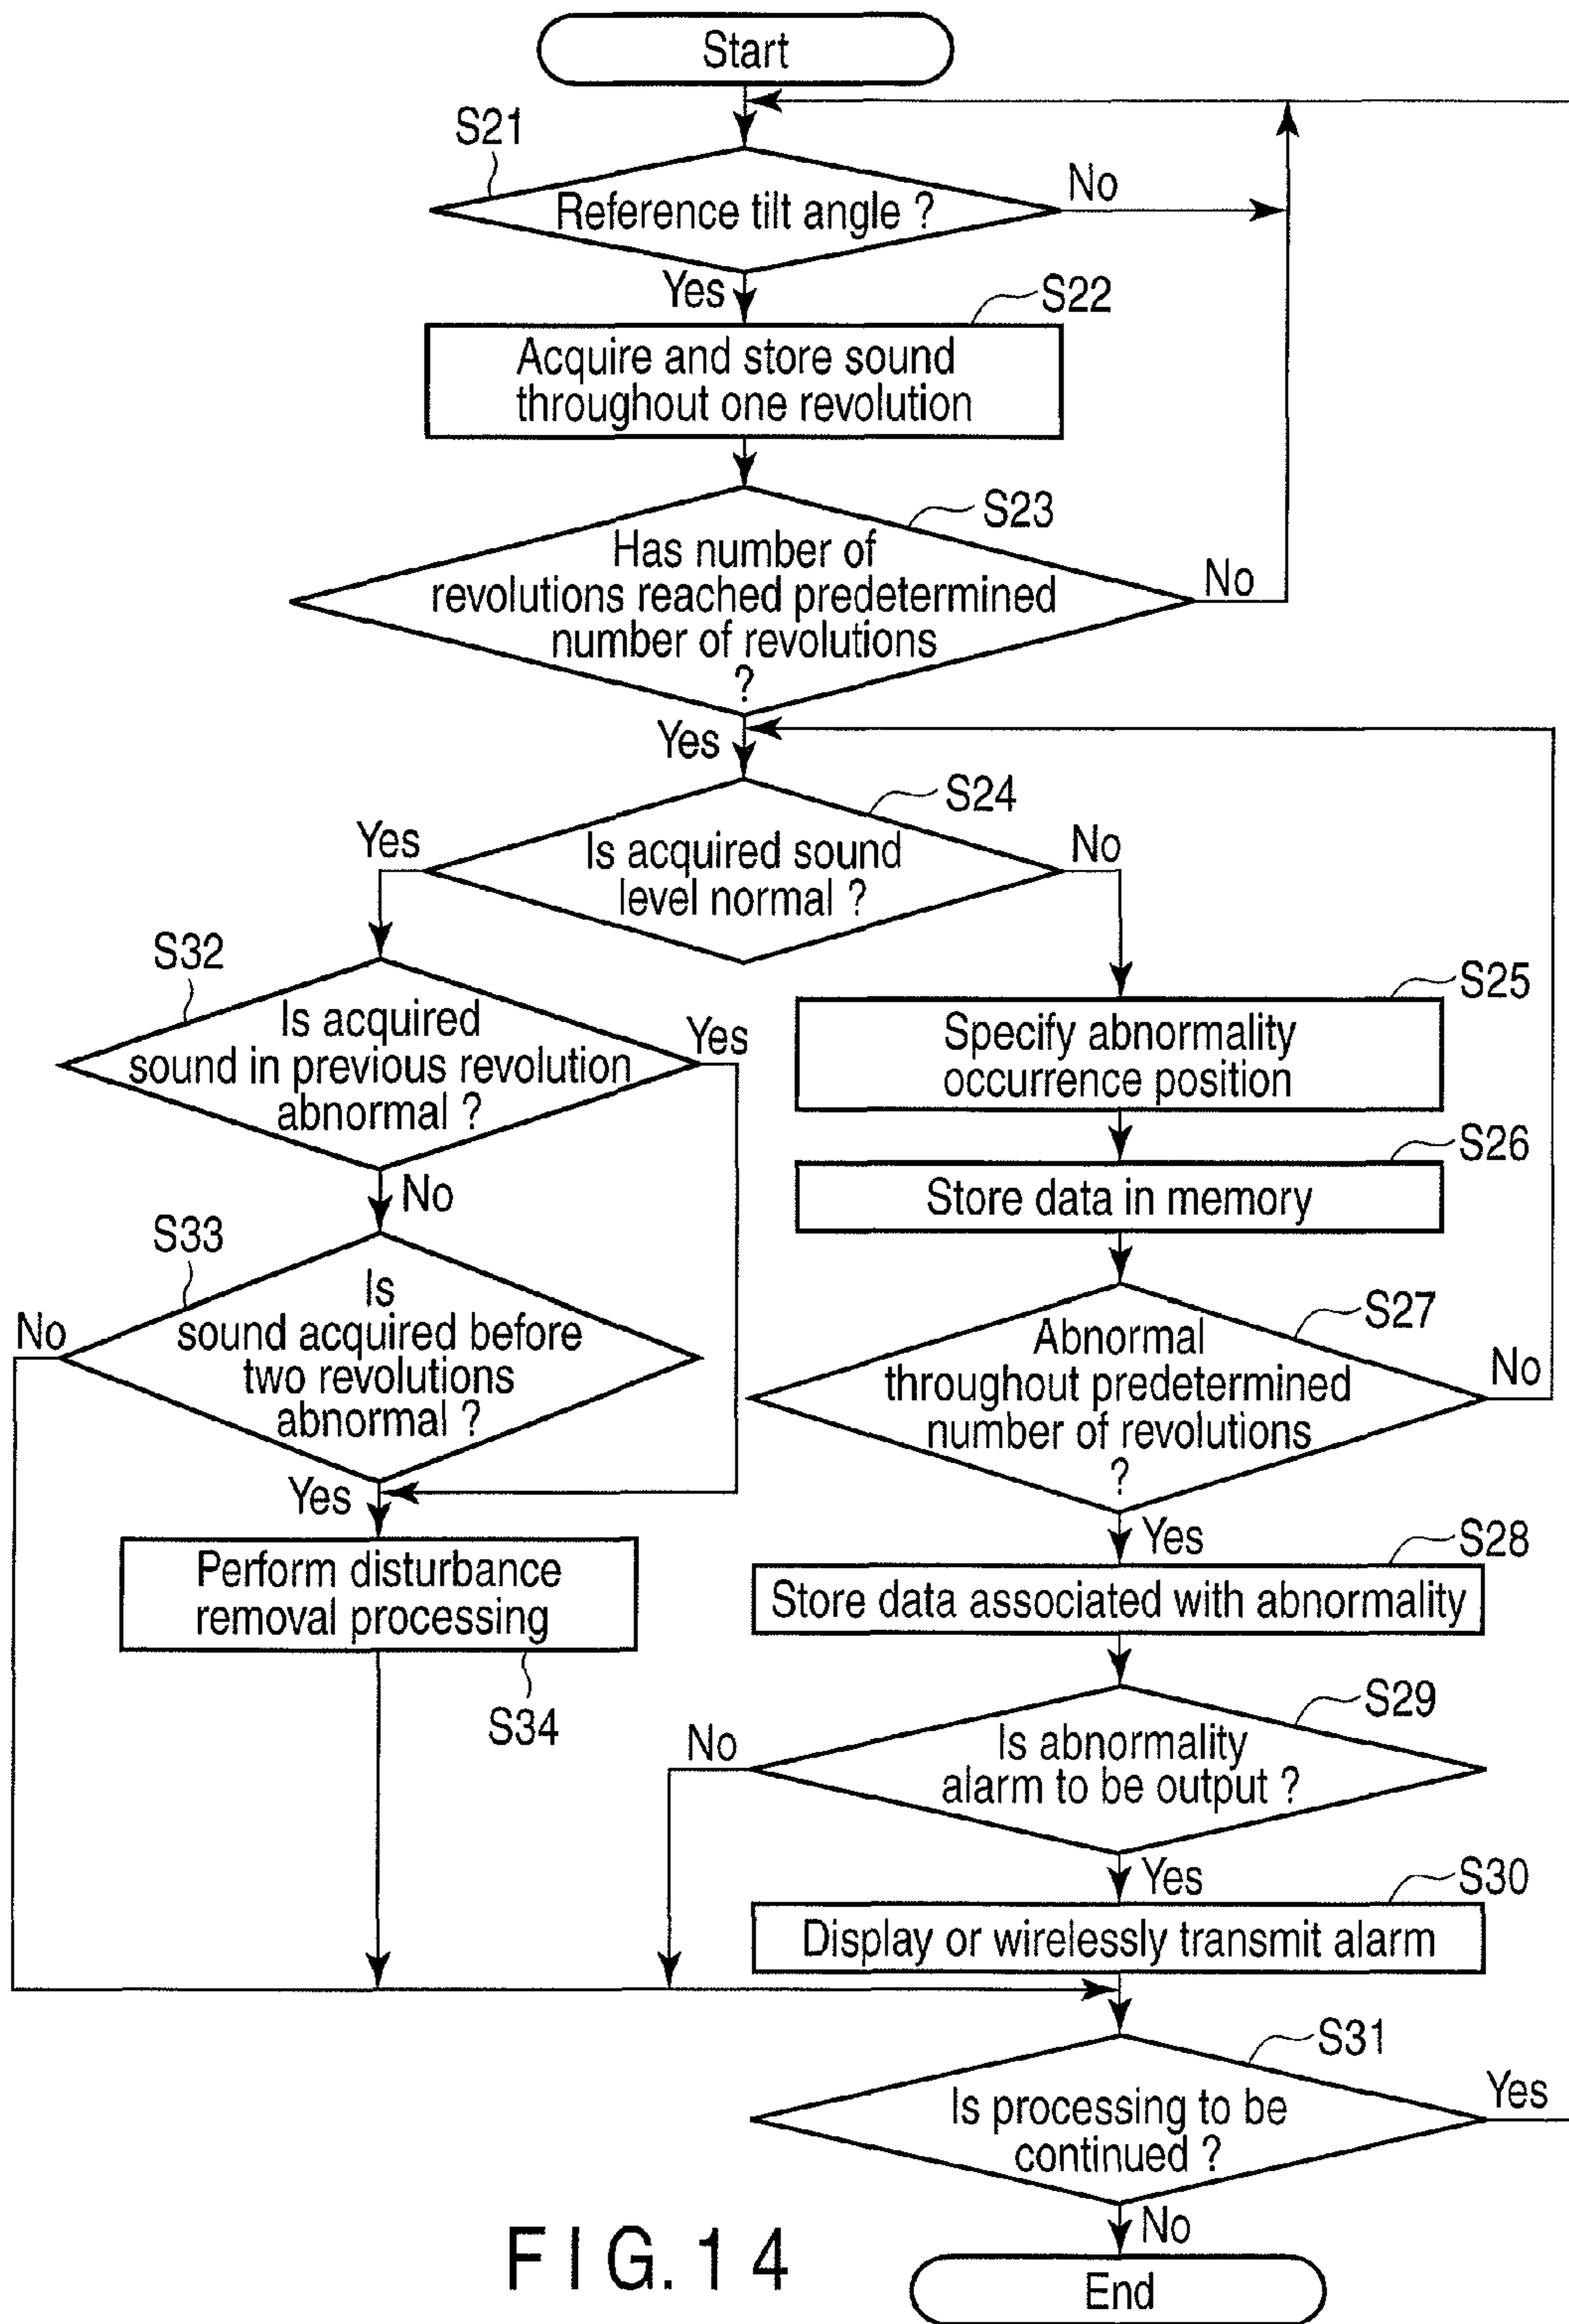 Start
S21
Reference tilt angle ?
No
Yes
S22
Acquire and store sound
throughout one revolution
S23
Has number of
revolutions reached predetermined
number of revolutions
?
No
Yes
S24
Is acquired sound
level normal ?
Yes
No
S32
Is acquired
sound in previous revolution
abnormal ?
Yes
No
S25
Specify abnormality
occurrence position
S26
Store data in memory
S33
Is
sound acquired before
two revolutions
abnormal ?
No
Yes
S27
Abnormal
throughout predetermined
number of revolutions
?
No
Yes
Perform disturbance
removal processing
S34
S28
Store data associated with abnormality
S29
Is abnormality
alarm to be output ?
No
Yes
S30
Display or wirelessly transmit alarm
S31
Is processing to be
continued ?
Yes
No
End
FIG.14